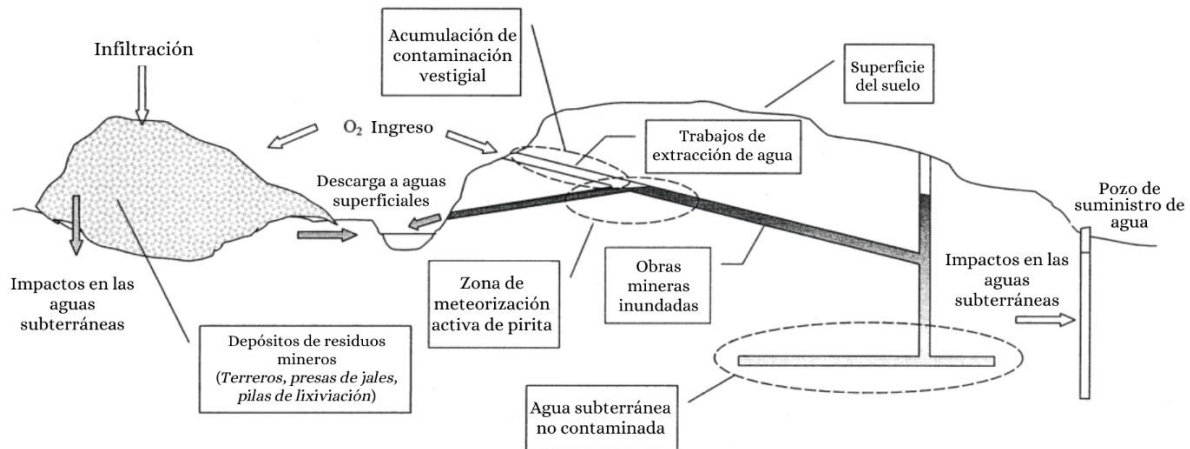 Infiltración
Acumulación de
contaminación
vestigial
Superficie
del suelo
O₂ Ingreso
Trabajos de
extracción de agua
Descarga a aguas
superficiales
Pozo de
suministro de
agua
Impactos en las
aguas
subterráneas
Zona de
meteorización
activa de pirita
Obras
mineras
inundadas
Impactos en las
aguas
subterráneas
Depósitos de residuos
mineros
(Terreros, presas de jales,
pilas de lixiviación)
Agua subterránea
no contaminada